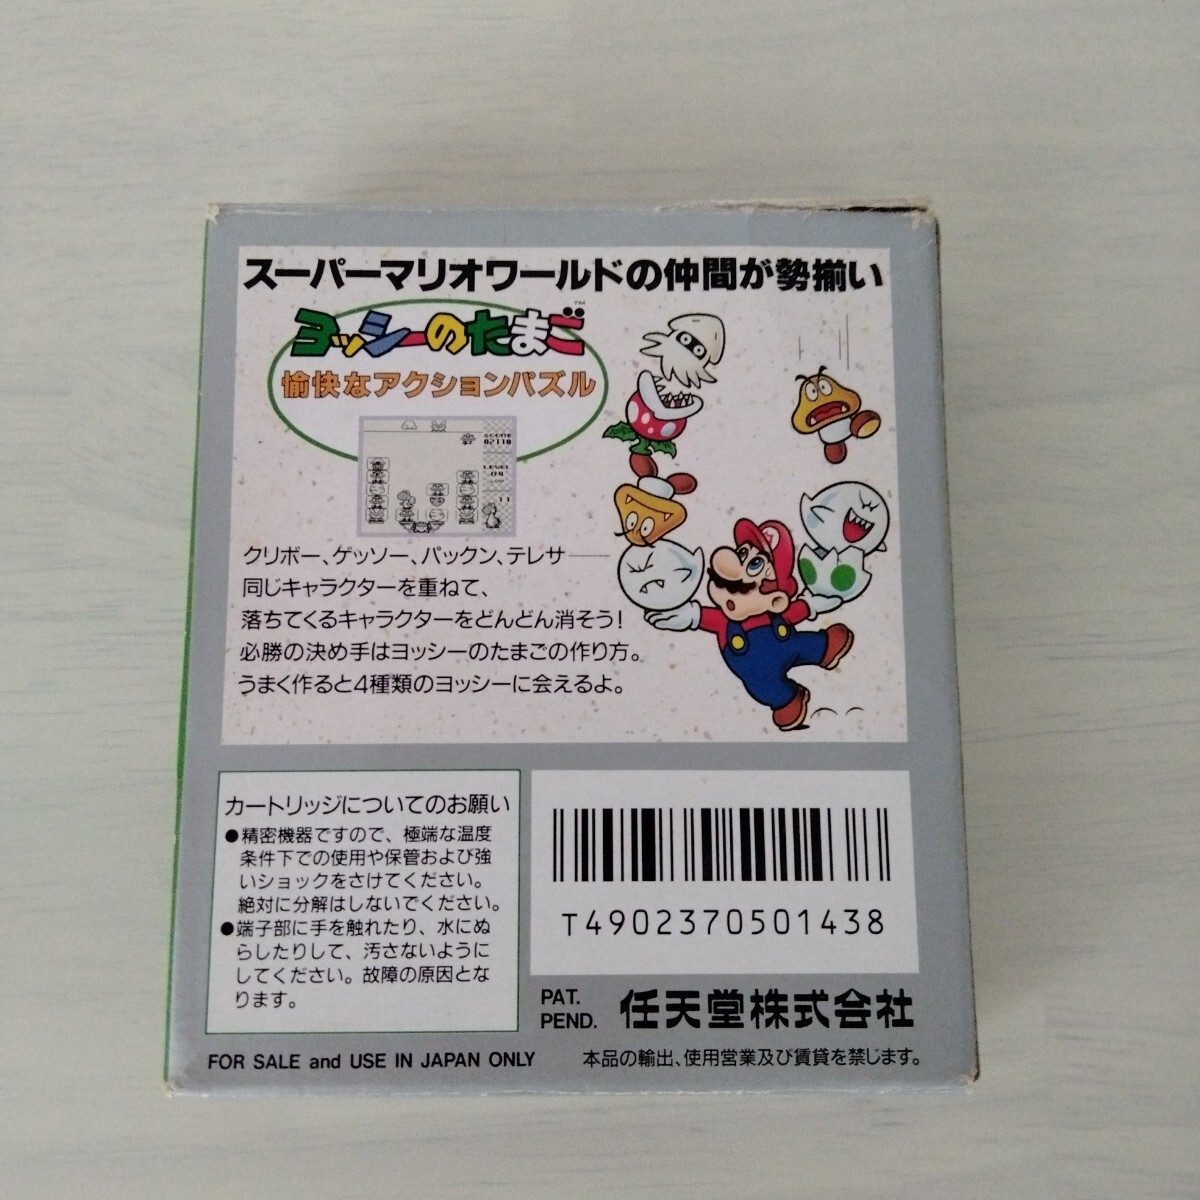 スーパーマリオワールドの仲間が勢揃い
ヨッシーのたまご™
愉快なアクションパズル
SCORE
02110
LEVEL
クリボー、ゲッソー、パックン、テレサ――
同じキャラクターを重ねて、
落ちてくるキャラクターをどんどん消そう!
必勝の決め手はヨッシーのたまごの作り方。
うまく作ると4種類のヨッシーに会えるよ。
カートリッジについてのお願い
●精密機器ですので、極端な温度
条件下での使用や保管および強
いショックをさけてください。
絶対に分解はしないでください。
●端子部に手を触れたり、水にぬ
らしたりして、汚さないように
してください。故障の原因とな
ります。
T4902370501438
PAT.
PEND.
任天堂株式会社
FOR SALE and USE IN JAPAN ONLY
本品の輸出、使用営業及び賃貸を禁じます。